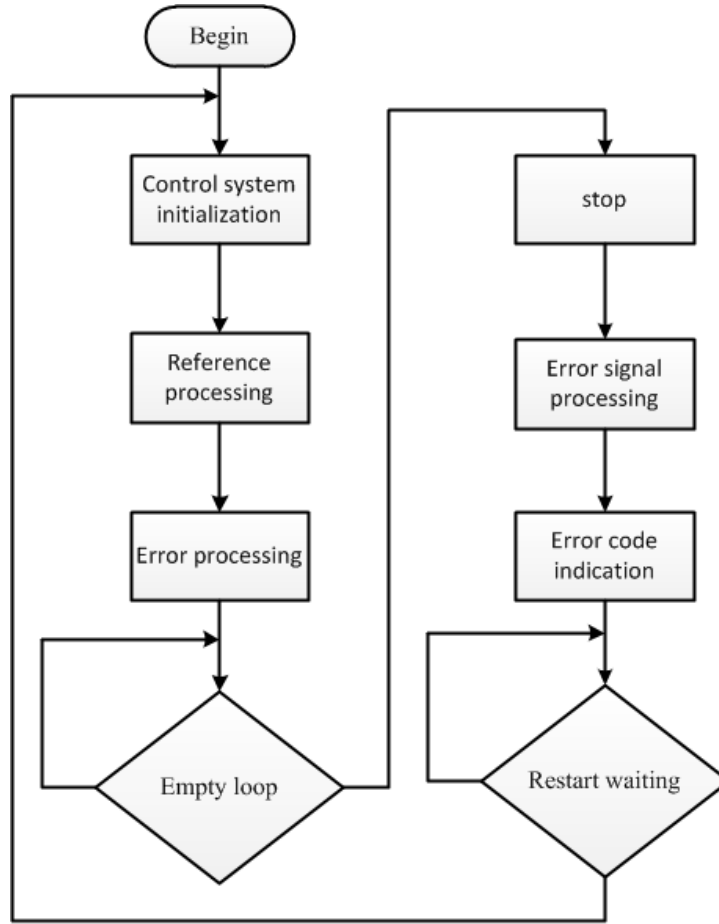 Begin
Control system
initialization
Reference
processing
Error processing
Empty loop
stop
Error signal
processing
Error code
indication
Restart waiting